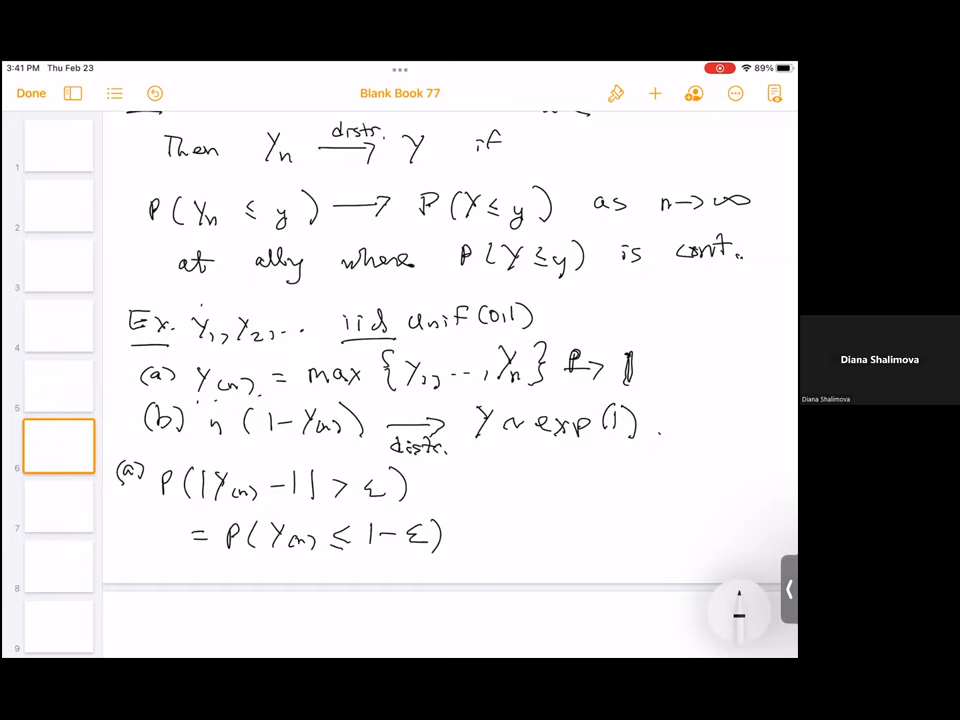 3:41 PM Thu Feb 23
89%
Done
Blank Book 77
Then Yn distr. → Y if
P(Yn ≤ y) → P(Y ≤ y) as n→∞
at all y where P(Y ≤ y) is cont.
Ex. Y1, Y2, ... iid unif(0,1)
(a) Y(n) = max {Y1, ..., Yn} P→ 1
(b) n(1-Y(n)) → distr. Y ~ exp(1).
(a) P(|Y(n) - 1| > ε)
= P(Y(n) ≤ 1-ε)
1
2
3
4
5
6
7
8
9
Diana Shalimova
Diana Shalimova